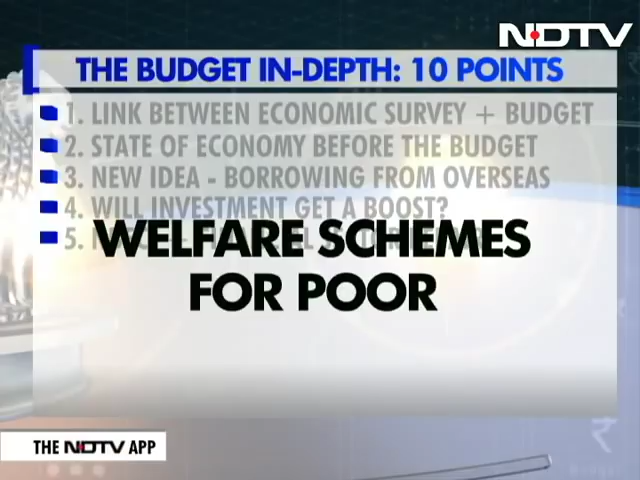 NDTV
THE BUDGET IN-DEPTH: 10 POINTS
1. LINK BETWEEN ECONOMIC SURVEY + BUDGET
2. STATE OF ECONOMY BEFORE THE BUDGET
3. NEW IDEA - BORROWING FROM OVERSEAS
4. WILL INVESTMENT GET A BOOST?
5.
WELFARE SCHEMES
FOR POOR
THE NDTV APP